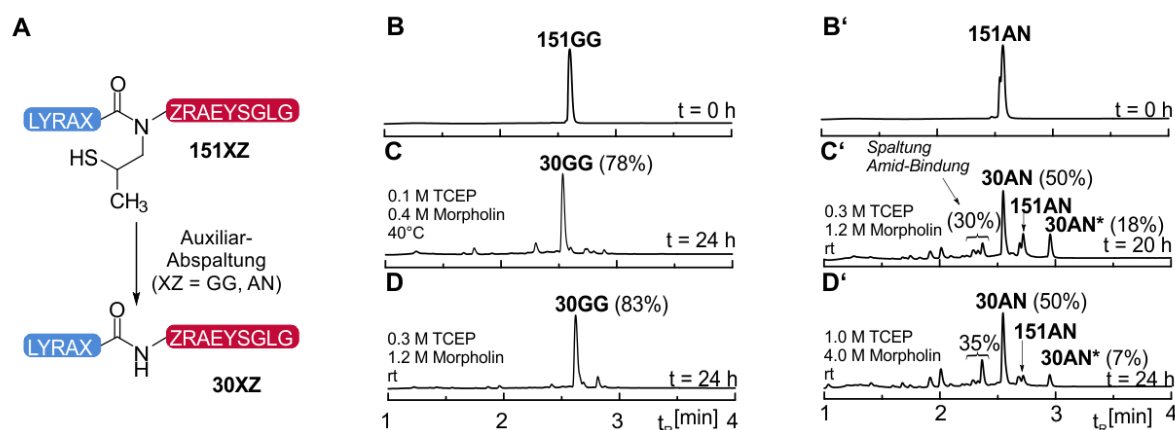 A
LYRAX
O
N
ZRAEYSGLG
151XZ
HS
CH3
Auxiliar-
Abspaltung
(XZ = GG, AN)
LYRAX
O
N
H
ZRAEYSGLG
30XZ
B
151GG
t = 0 h
C
30GG (78%)
0.1 M TCEP
0.4 M Morpholin
40°C
t = 24 h
D
30GG (83%)
0.3 M TCEP
1.2 M Morpholin
rt
t = 24 h
1 2 3 4
tR[min]
B‘
151AN
t = 0 h
C‘
Spaltung
Amid-Bindung
30AN (50%)
151AN
(30%)
30AN* (18%)
0.3 M TCEP
1.2 M Morpholin
rt
t = 20 h
D‘
30AN (50%)
151AN
35%
30AN* (7%)
1.0 M TCEP
4.0 M Morpholin
rt
t = 24 h
1 2 3 4
tR[min]